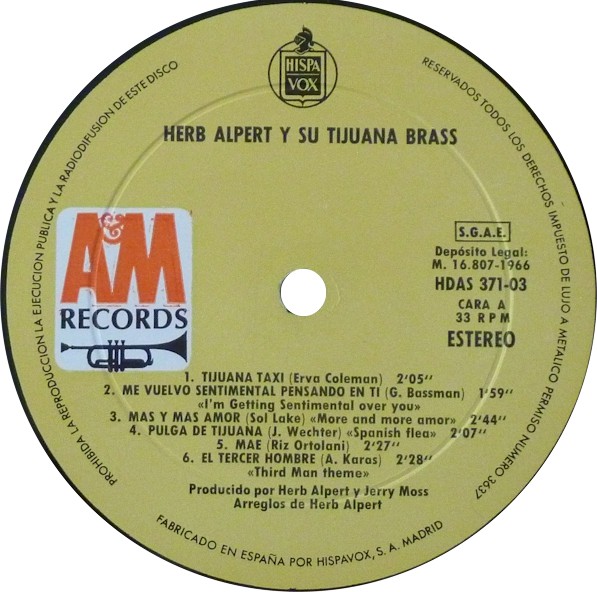 HISPA
VOX
HERB ALPERT Y SU TIJUANA BRASS
A&M
RECORDS
S.G.A.E.
Depósito Legal:
M. 16.807-1966
HDAS 371-03
CARA A
33 RPM
ESTEREO
1. TIJUANA TAXI (Erva Coleman) 2'05''
2. ME VUELVO SENTIMENTAL PENSANDO EN TI (G. Bassman) 1'59''
«I'm Getting Sentimental over you»
3. MAS Y MAS AMOR (Sol Lake) «More and more amor» 2'44''
4. PULGA DE TIJUANA (J. Wechter) «Spanish flea» 2'07''
5. MAE (Riz Ortolani) 2'27''
6. EL TERCER HOMBRE (A. Karas) 2'28''
«Third Man theme»
Producido por Herb Alpert y Jerry Moss
Arreglos de Herb Alpert
PROHIBIDA LA REPRODUCCION LA EJECUCION PUBLICA Y LA RADIODIFUSION DE ESTE DISCO
RESERVADOS TODOS LOS DERECHOS IMPUESTO DE LUJO A METALICO PERMISO NUMERO 3637
FABRICADO EN ESPAÑA POR HISPAVOX, S. A. MADRID